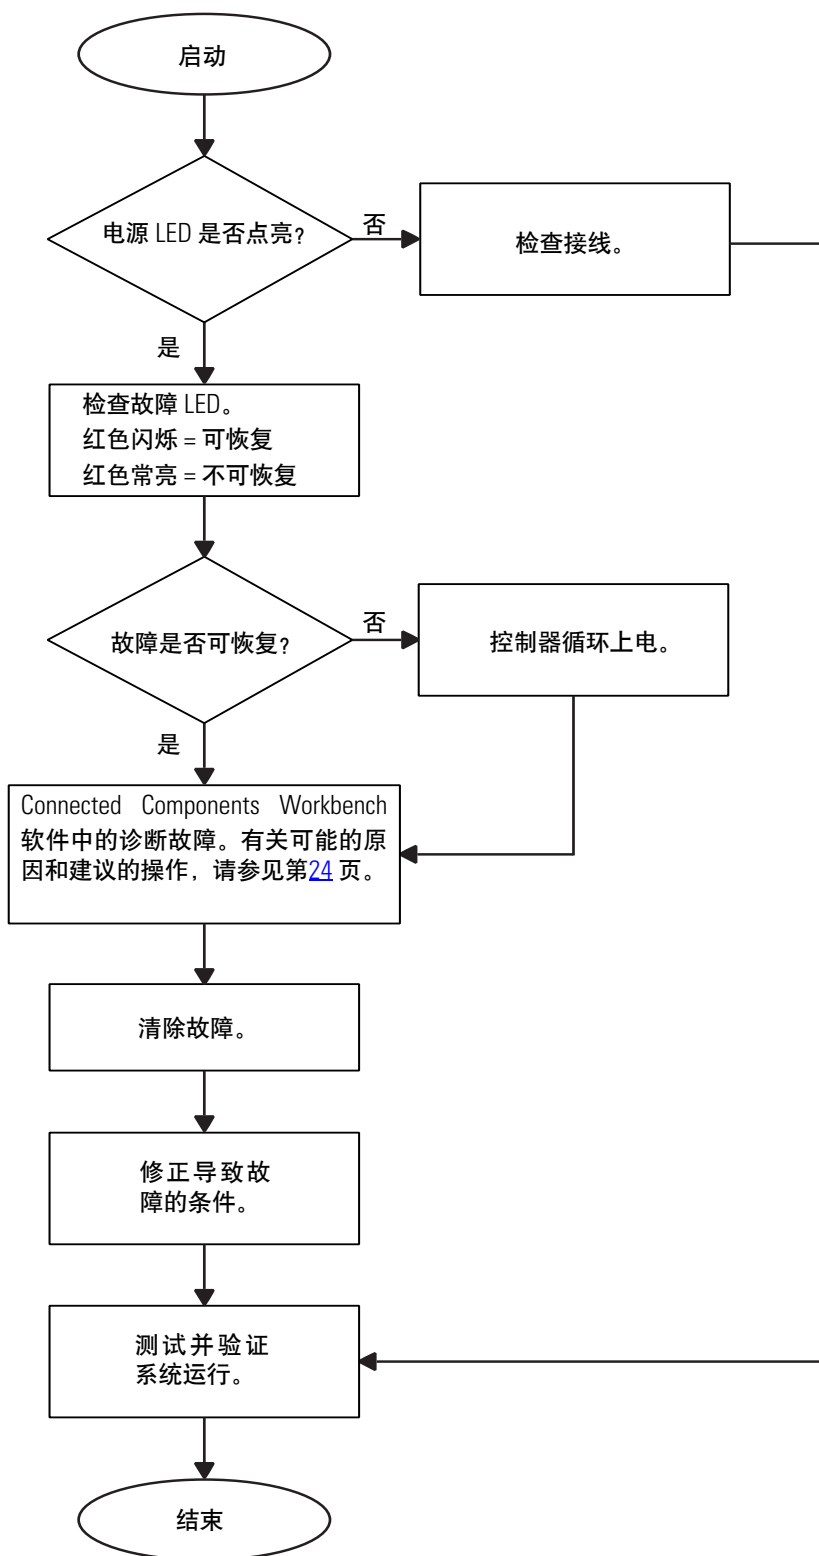 启动
电源 LED 是否点亮?
否
检查接线。
是
检查故障 LED。
红色闪烁 = 可恢复
红色常亮 = 不可恢复
故障是否可恢复?
否
控制器循环上电。
是
Connected Components Workbench
软件中的诊断故障。有关可能的原
因和建议的操作，请参见第24 页。
清除故障。
修正导致故
障的条件。
测试并验证
系统运行。
结束